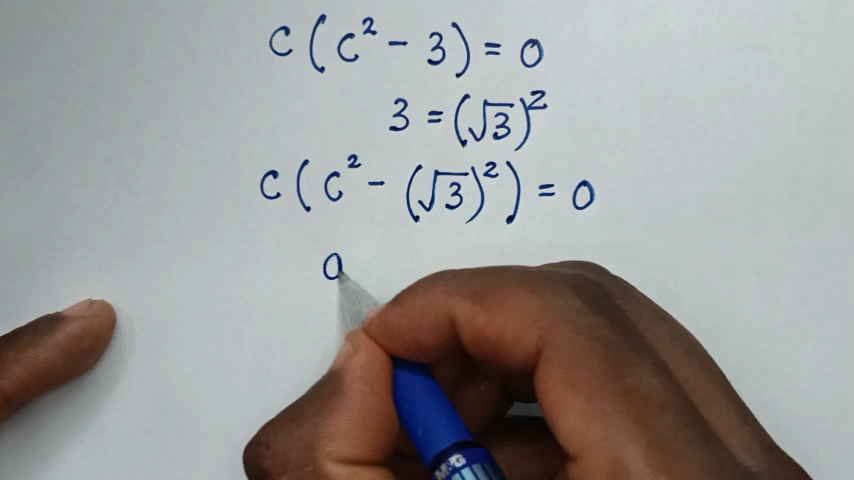 c(c² - 3) = 0
3 = (√3)²
c(c² - (√3)²) = 0
a
M&G